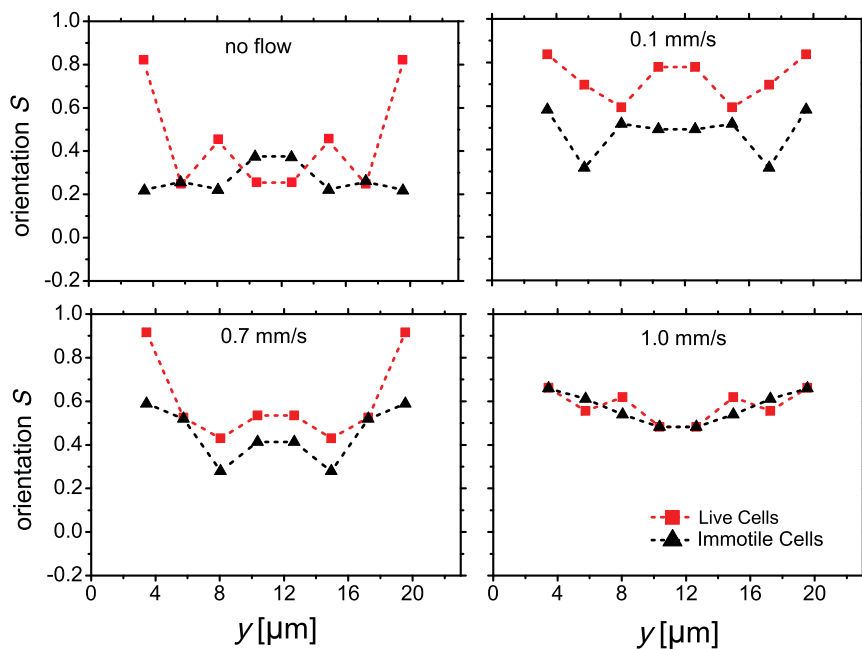 no flow
0.1 mm/s
orientation S
1.0
0.8
0.6
0.4
0.2
0.0
-0.2
0.7 mm/s
1.0 mm/s
orientation S
1.0
0.8
0.6
0.4
0.2
0.0
-0.2
Live Cells
Immotile Cells
0 4 8 12 16 20
0 4 8 12 16 20
y [µm]
y [µm]